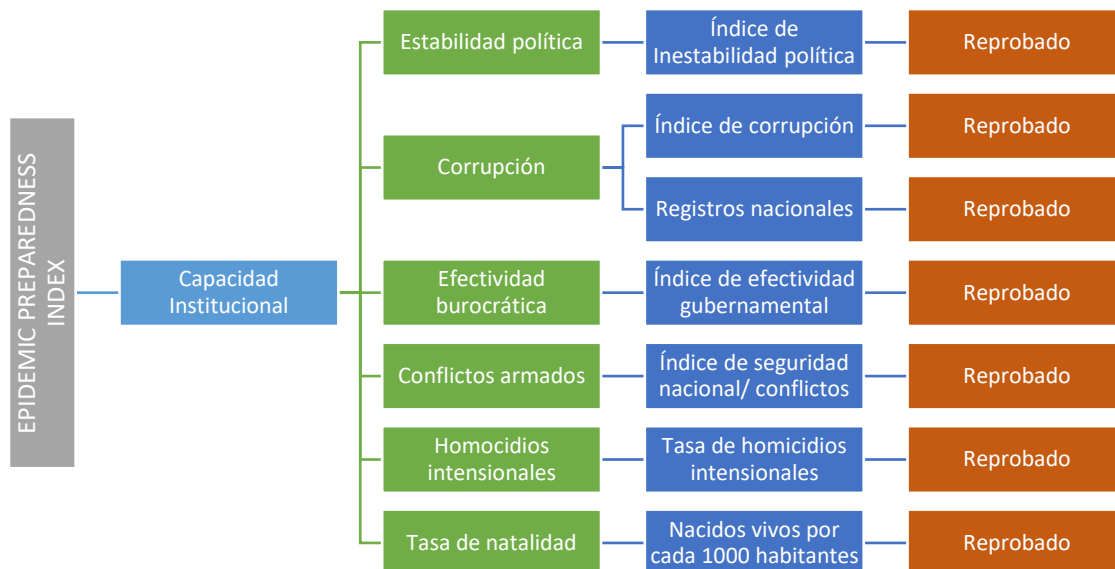 EPIDEMIC PREPAREDNESS
INDEX
Capacidad
Institucional
Estabilidad política
Índice de
Inestabilidad política
Reprobado
Corrupción
Índice de corrupción
Reprobado
Registros nacionales
Reprobado
Efectividad
burocrática
Índice de efectividad
gubernamental
Reprobado
Conflictos armados
Índice de seguridad
nacional/ conflictos
Reprobado
Homocidios
intensionales
Tasa de homicidios
intensionales
Reprobado
Tasa de natalidad
Nacidos vivos por
cada 1000 habitantes
Reprobado